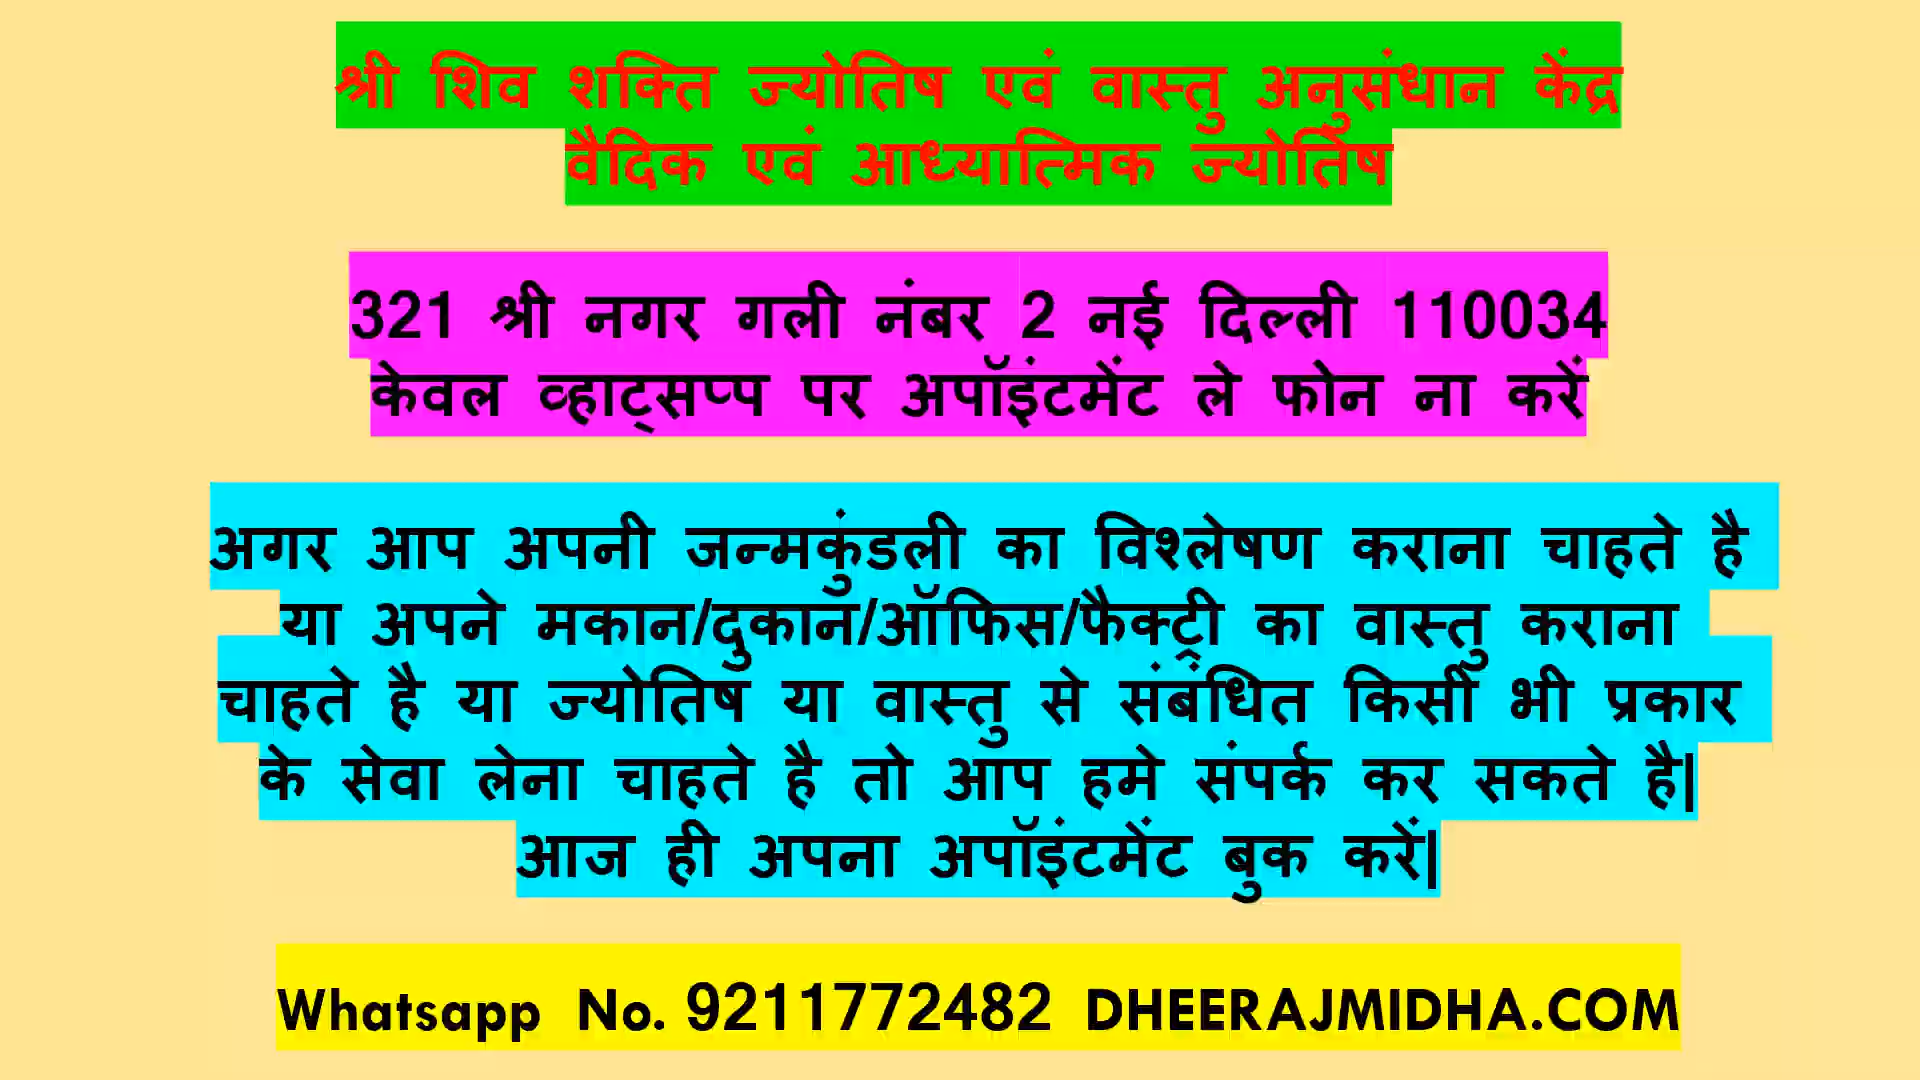 श्री शिव शक्ति ज्योतिष एवं वास्तु अनुसंधान केंद्र
वैदिक एवं आध्यात्मिक ज्योतिष
321 श्री नगर गली नंबर 2 नई दिल्ली 110034
केवल व्हाट्सप्प पर अपॉइंटमेंट ले फोन ना करें
अगर आप अपनी जन्मकुंडली का विश्लेषण कराना चाहते है
या अपने मकान/दुकान/ऑफिस/फैक्ट्री का वास्तु कराना
चाहते है या ज्योतिष या वास्तु से संबंधित किसी भी प्रकार
के सेवा लेना चाहते है तो आप हमे संपर्क कर सकते है|
आज ही अपना अपॉइंटमेंट बुक करें|
Whatsapp No. 9211772482 DHEERAJMIDHA.COM